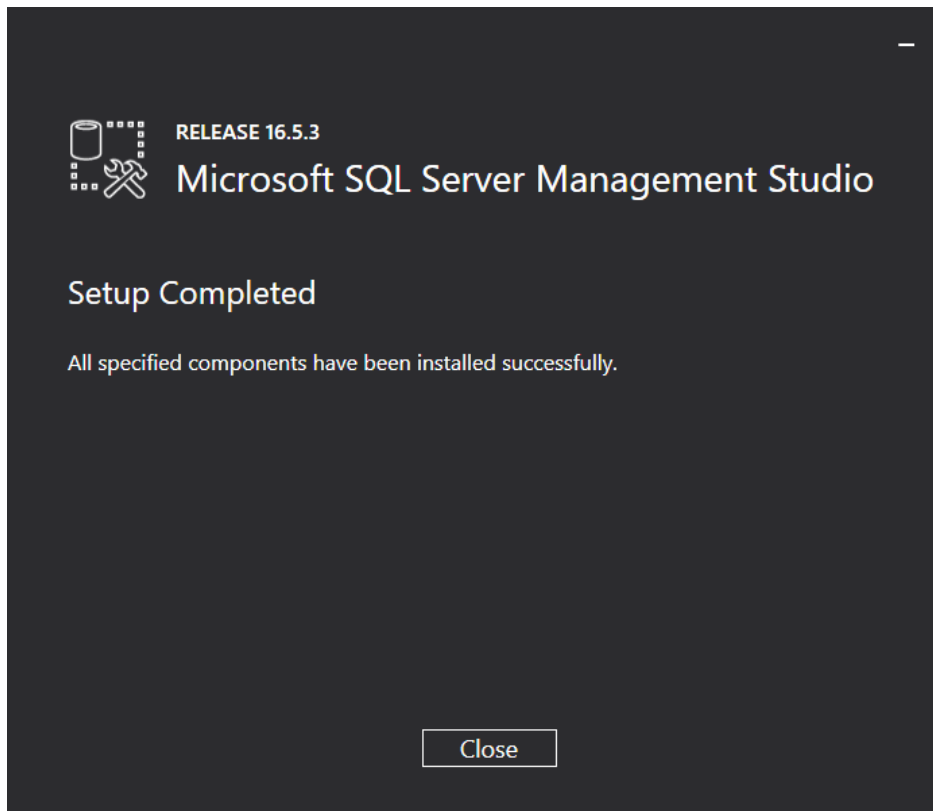 RELEASE 16.5.3
Microsoft SQL Server Management Studio
Setup Completed
All specified components have been installed successfully.
Close